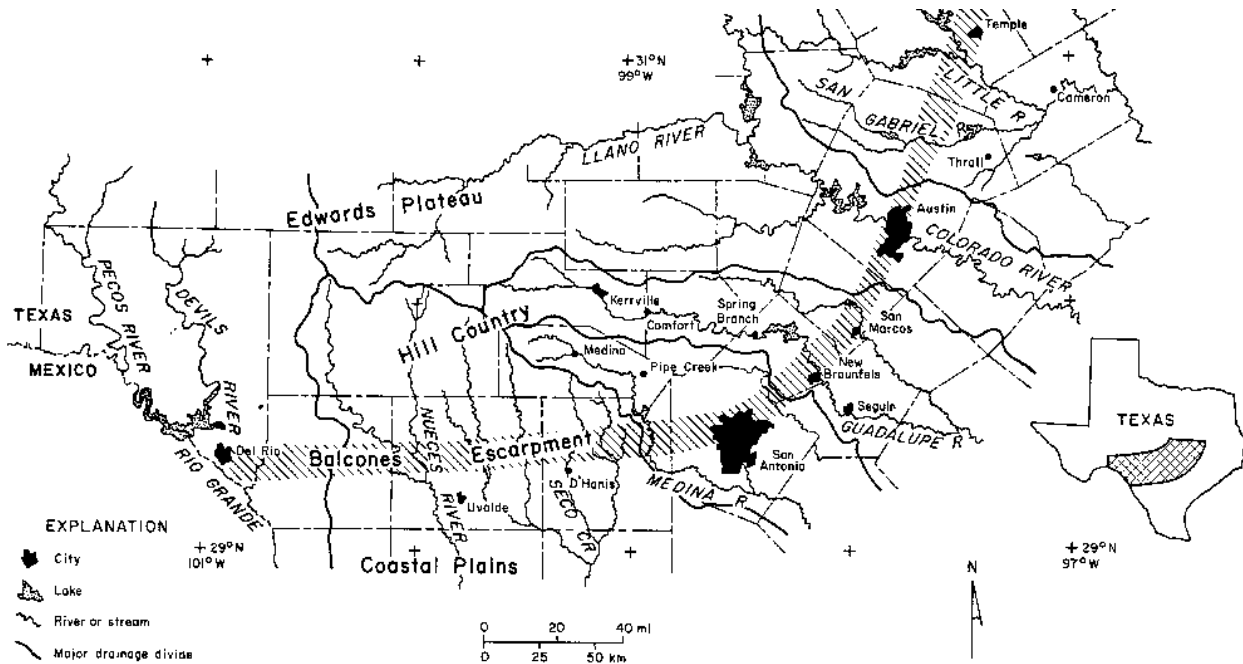 Temple
+31°N
99°W
LITTLE R
SAN
GABRIEL R
Cameron
Thrall
LLANO RIVER
Edwards Plateau
Austin
COLORADO RIVER
PECOS RIVER
DEVILS
RIVER
TEXAS
MEXICO
Kerrville
Comfort
Spring
Branch
San
Marcos
Hill Country
Medina
Pipe Creek
New
Braunfels
Seguin
GUADALUPE R
TEXAS
NUECES
RIVER
Del Rio
Balcones
Escarpment
San
Antonio
RIO GRANDE
D'Hanis
SECO CR
MEDINA R
Uvalde
EXPLANATION
City
Lake
River or stream
Major drainage divide
+29°N
101°W
Coastal Plains
+29°N
97°W
N
0 20 40 mi
0 25 50 km